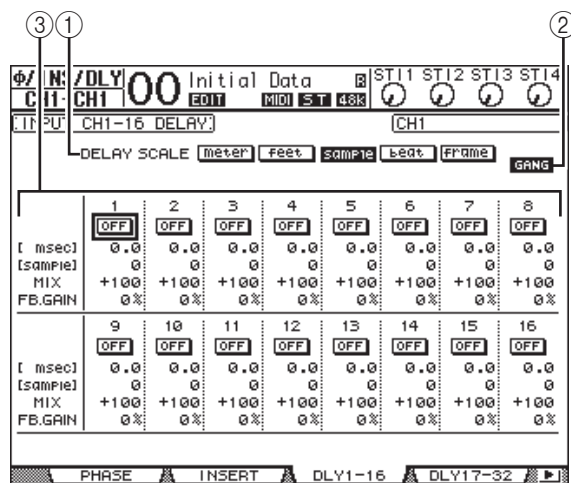 ③ ① ②
Φ/INS/DLY 00 Initial Data R ST11 ST12 ST13 ST14
CH1-CH1 EDIT MIDI ST 48K
INPUT CH1-16 DELAY CH1
DELAY SCALE meter feet sample beat frame GANG
1 2 3 4 5 6 7 8
OFF OFF OFF OFF OFF OFF OFF OFF
[ msec] 0.0 0.0 0.0 0.0 0.0 0.0 0.0 0.0
[sample] 0 0 0 0 0 0 0 0
MIX +100 +100 +100 +100 +100 +100 +100 +100
FB.GAIN 0% 0% 0% 0% 0% 0% 0% 0%
9 10 11 12 13 14 15 16
OFF OFF OFF OFF OFF OFF OFF OFF
[ msec] 0.0 0.0 0.0 0.0 0.0 0.0 0.0 0.0
[sample] 0 0 0 0 0 0 0 0
MIX +100 +100 +100 +100 +100 +100 +100 +100
FB.GAIN 0% 0% 0% 0% 0% 0% 0% 0%
PHASE INSERT DLY1-16 DLY17-32